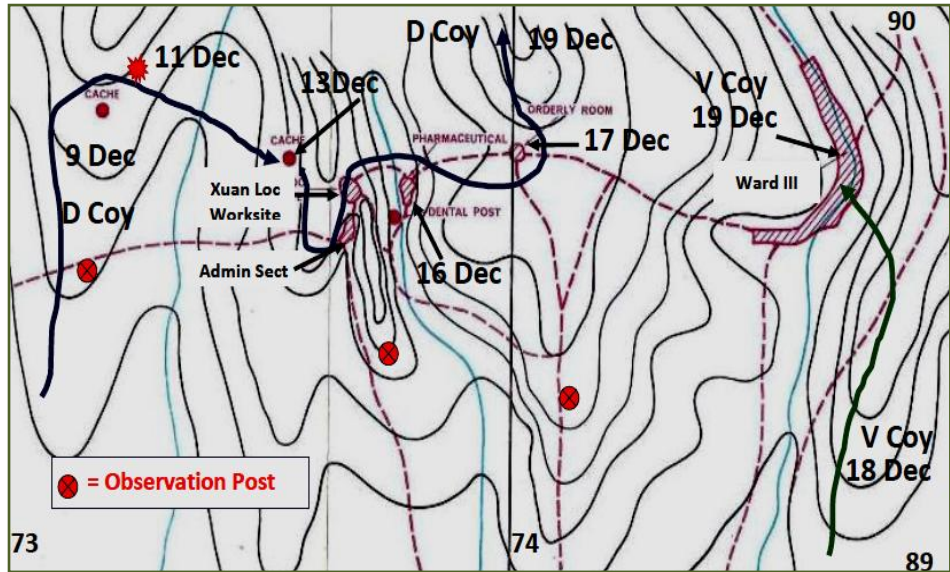 90
D Coy
19 Dec
11 Dec
13Dec
CACHE
V Coy
19 Dec
ORDERLY ROOM
PHARMACEUTICAL
17 Dec
CACHE
9 Dec
Xuan Loc
Worksite
Ward III
D Coy
DENTAL POST
Admin Sect
16 Dec
V Coy
18 Dec
= Observation Post
73
74
89